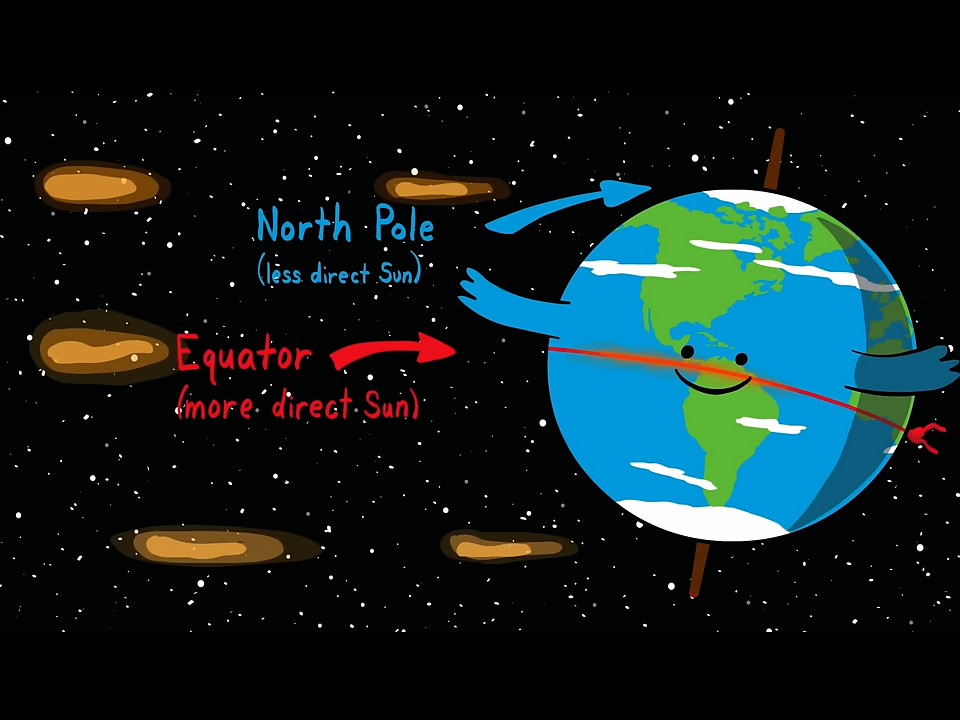 North Pole
(less direct Sun)
Equator
(more direct Sun)